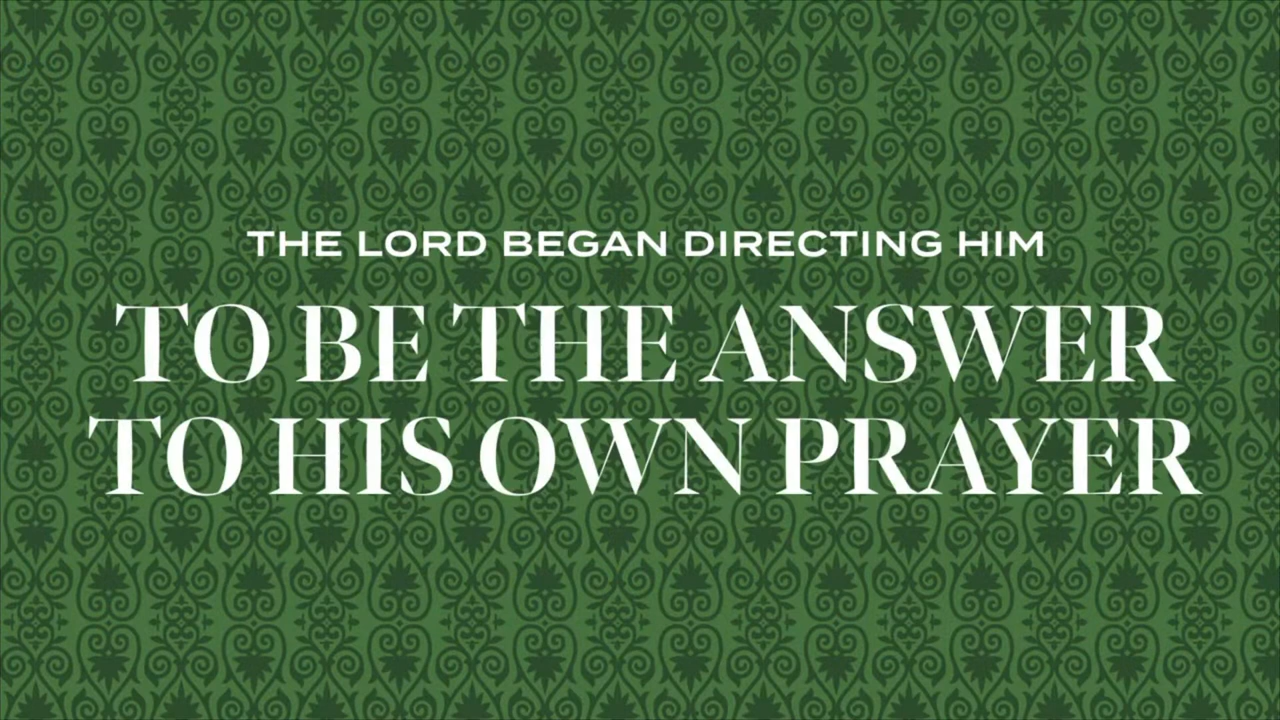 THE LORD BEGAN DIRECTING HIM
TO BE THE ANSWER
TO HIS OWN PRAYER